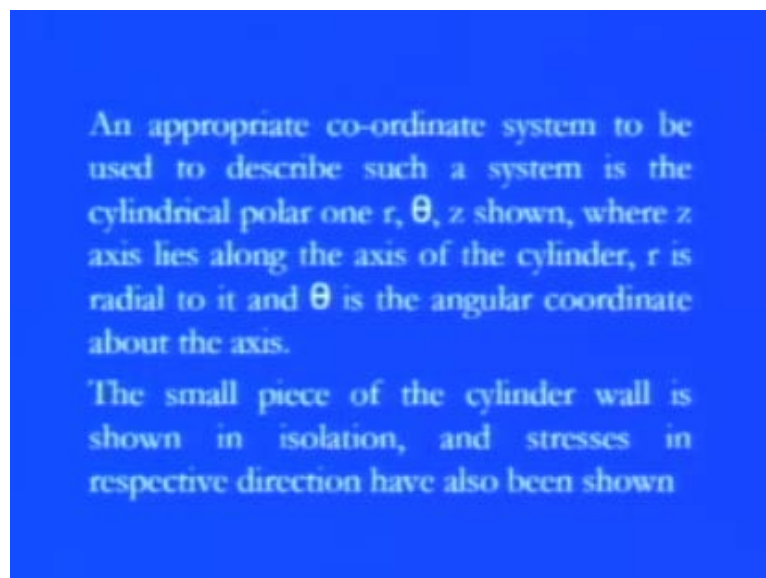 An appropriate co-ordinate system to be
used to describe such a system is the
cylindrical polar one r, θ, z shown, where z
axis lies along the axis of the cylinder, r is
radial to it and θ is the angular coordinate
about the axis.
The small piece of the cylinder wall is
shown in isolation, and stresses in
respective direction have also been shown